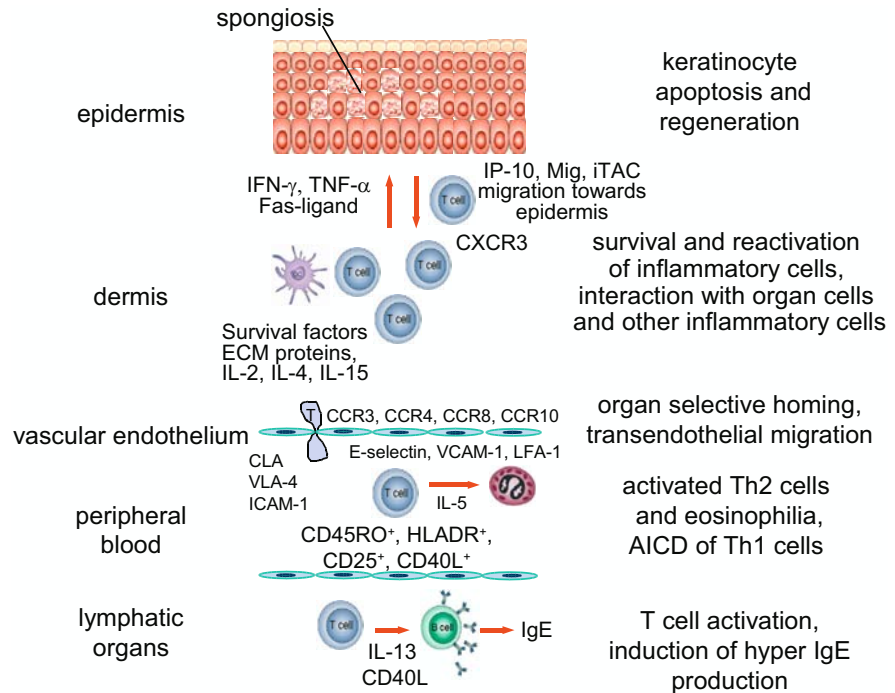 spongiosis
epidermis
keratinocyte
apoptosis and
regeneration
IFN-γ, TNF-α
Fas-ligand
IP-10, Mig, iTAC
migration towards
epidermis
T cell
CXCR3
T cell
T cell
T cell
dermis
survival and reactivation
of inflammatory cells,
interaction with organ cells
and other inflammatory cells
Survival factors
ECM proteins,
IL-2, IL-4, IL-15
vascular endothelium
T
CCR3, CCR4, CCR8, CCR10
organ selective homing,
transendothelial migration
E-selectin, VCAM-1, LFA-1
CLA
VLA-4
ICAM-1
T cell
IL-5
peripheral
blood
CD45RO⁺, HLADR⁺,
CD25⁺, CD40L⁺
activated Th2 cells
and eosinophilia,
AICD of Th1 cells
lymphatic
organs
T cell
B cell
IgE
IL-13
CD40L
T cell activation,
induction of hyper IgE
production